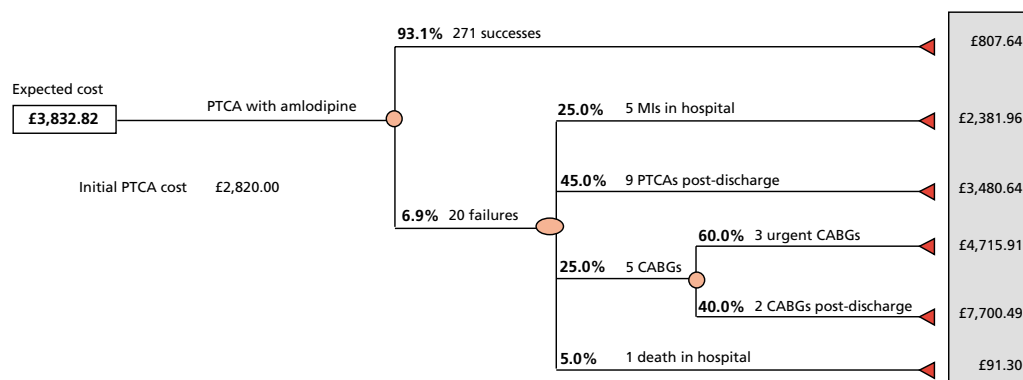 93.1% 271 successes
£807.64
Expected cost
£3,832.82
PTCA with amlodipine
25.0% 5 MIs in hospital
£2,381.96
Initial PTCA cost £2,820.00
45.0% 9 PTCAs post-discharge
£3,480.64
6.9% 20 failures
60.0% 3 urgent CABGs
£4,715.91
25.0% 5 CABGs
40.0% 2 CABGs post-discharge
£7,700.49
5.0% 1 death in hospital
£91.30